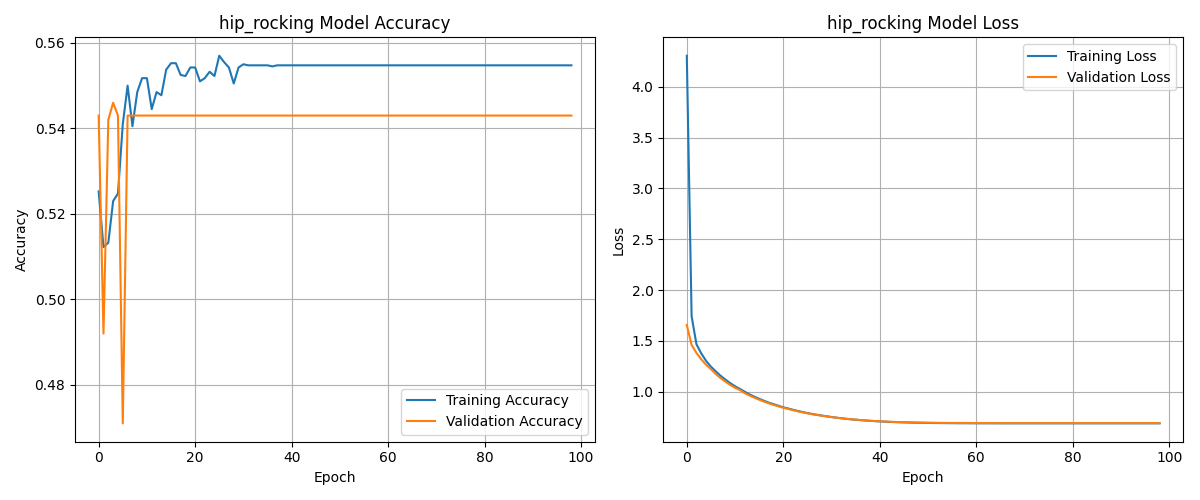 hip_rocking Model Accuracy
Accuracy
0.56
0.54
0.52
0.50
0.48
0
20
40
60
80
100
Epoch
Training Accuracy
Validation Accuracy
hip_rocking Model Loss
Loss
4.0
3.5
3.0
2.5
2.0
1.5
1.0
0
20
40
60
80
100
Epoch
Training Loss
Validation Loss